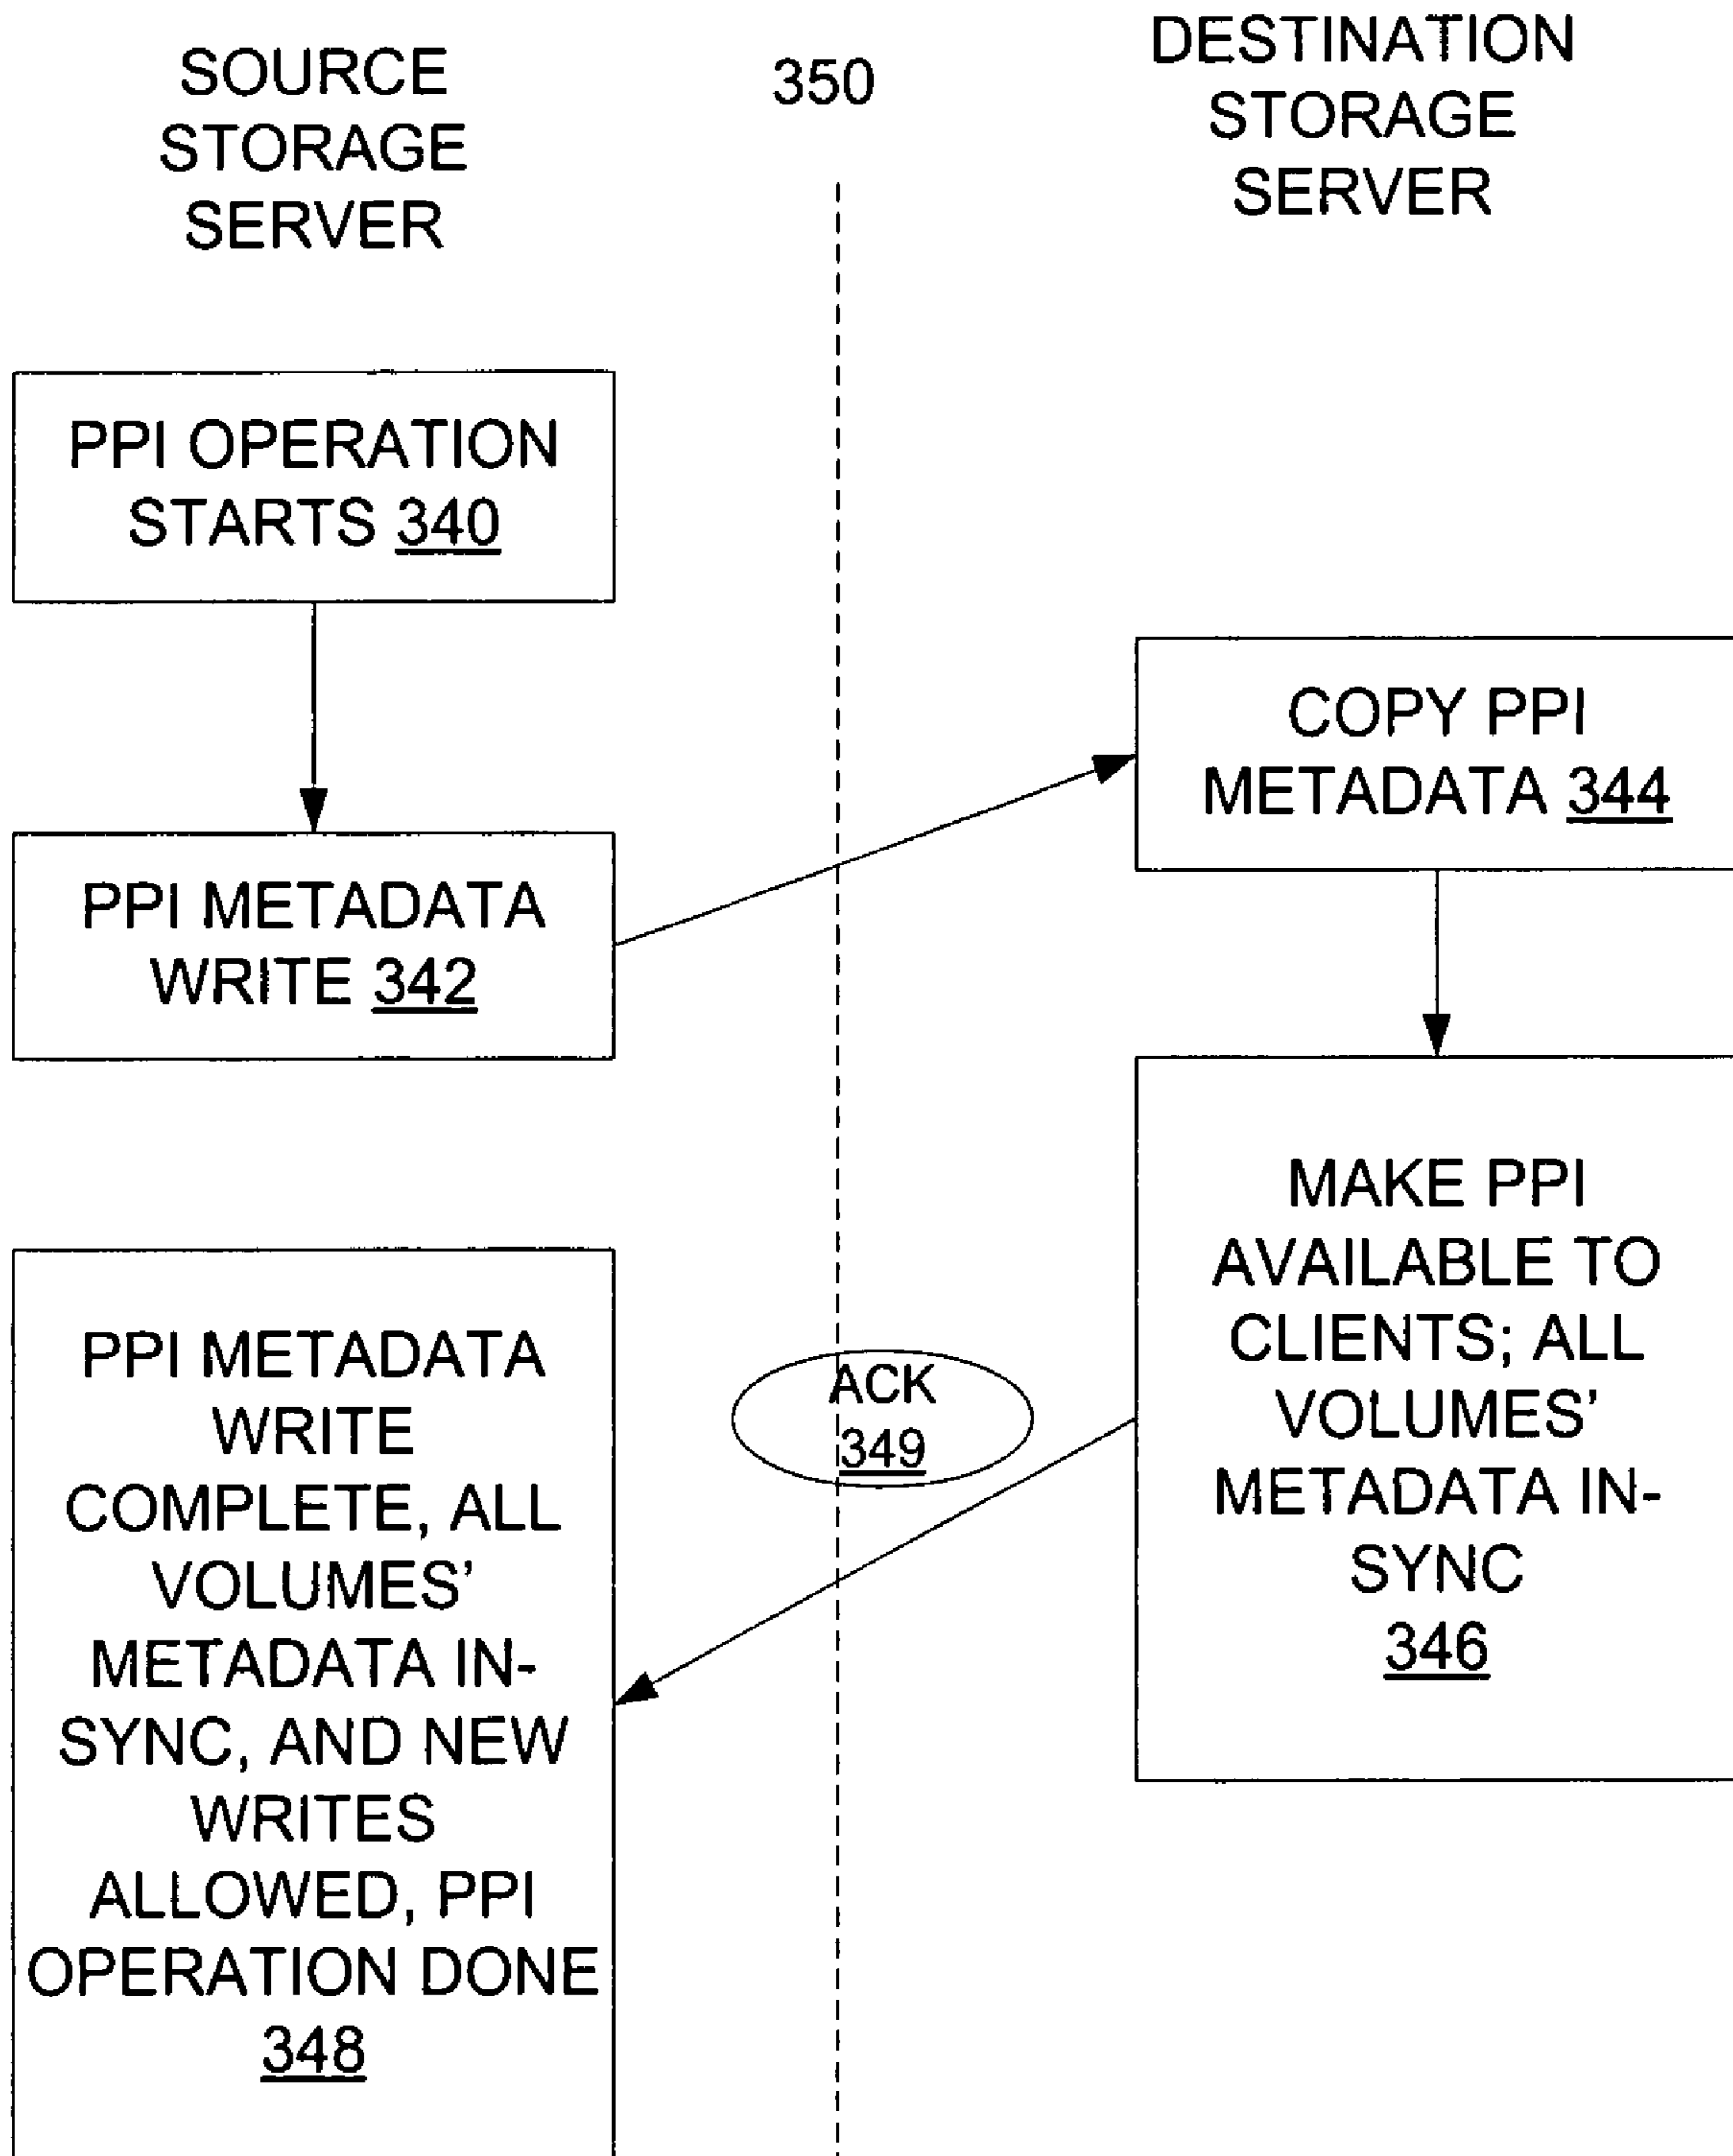 SOURCE
STORAGE
SERVER
350
DESTINATION
STORAGE
SERVER
PPI OPERATION
STARTS 340
PPI METADATA
WRITE 342
COPY PPI
METADATA 344
MAKE PPI
AVAILABLE TO
CLIENTS; ALL
VOLUMES’
METADATA IN-
SYNC
346
ACK
349
PPI METADATA
WRITE
COMPLETE, ALL
VOLUMES’
METADATA IN-
SYNC, AND NEW
WRITES
ALLOWED, PPI
OPERATION DONE
348